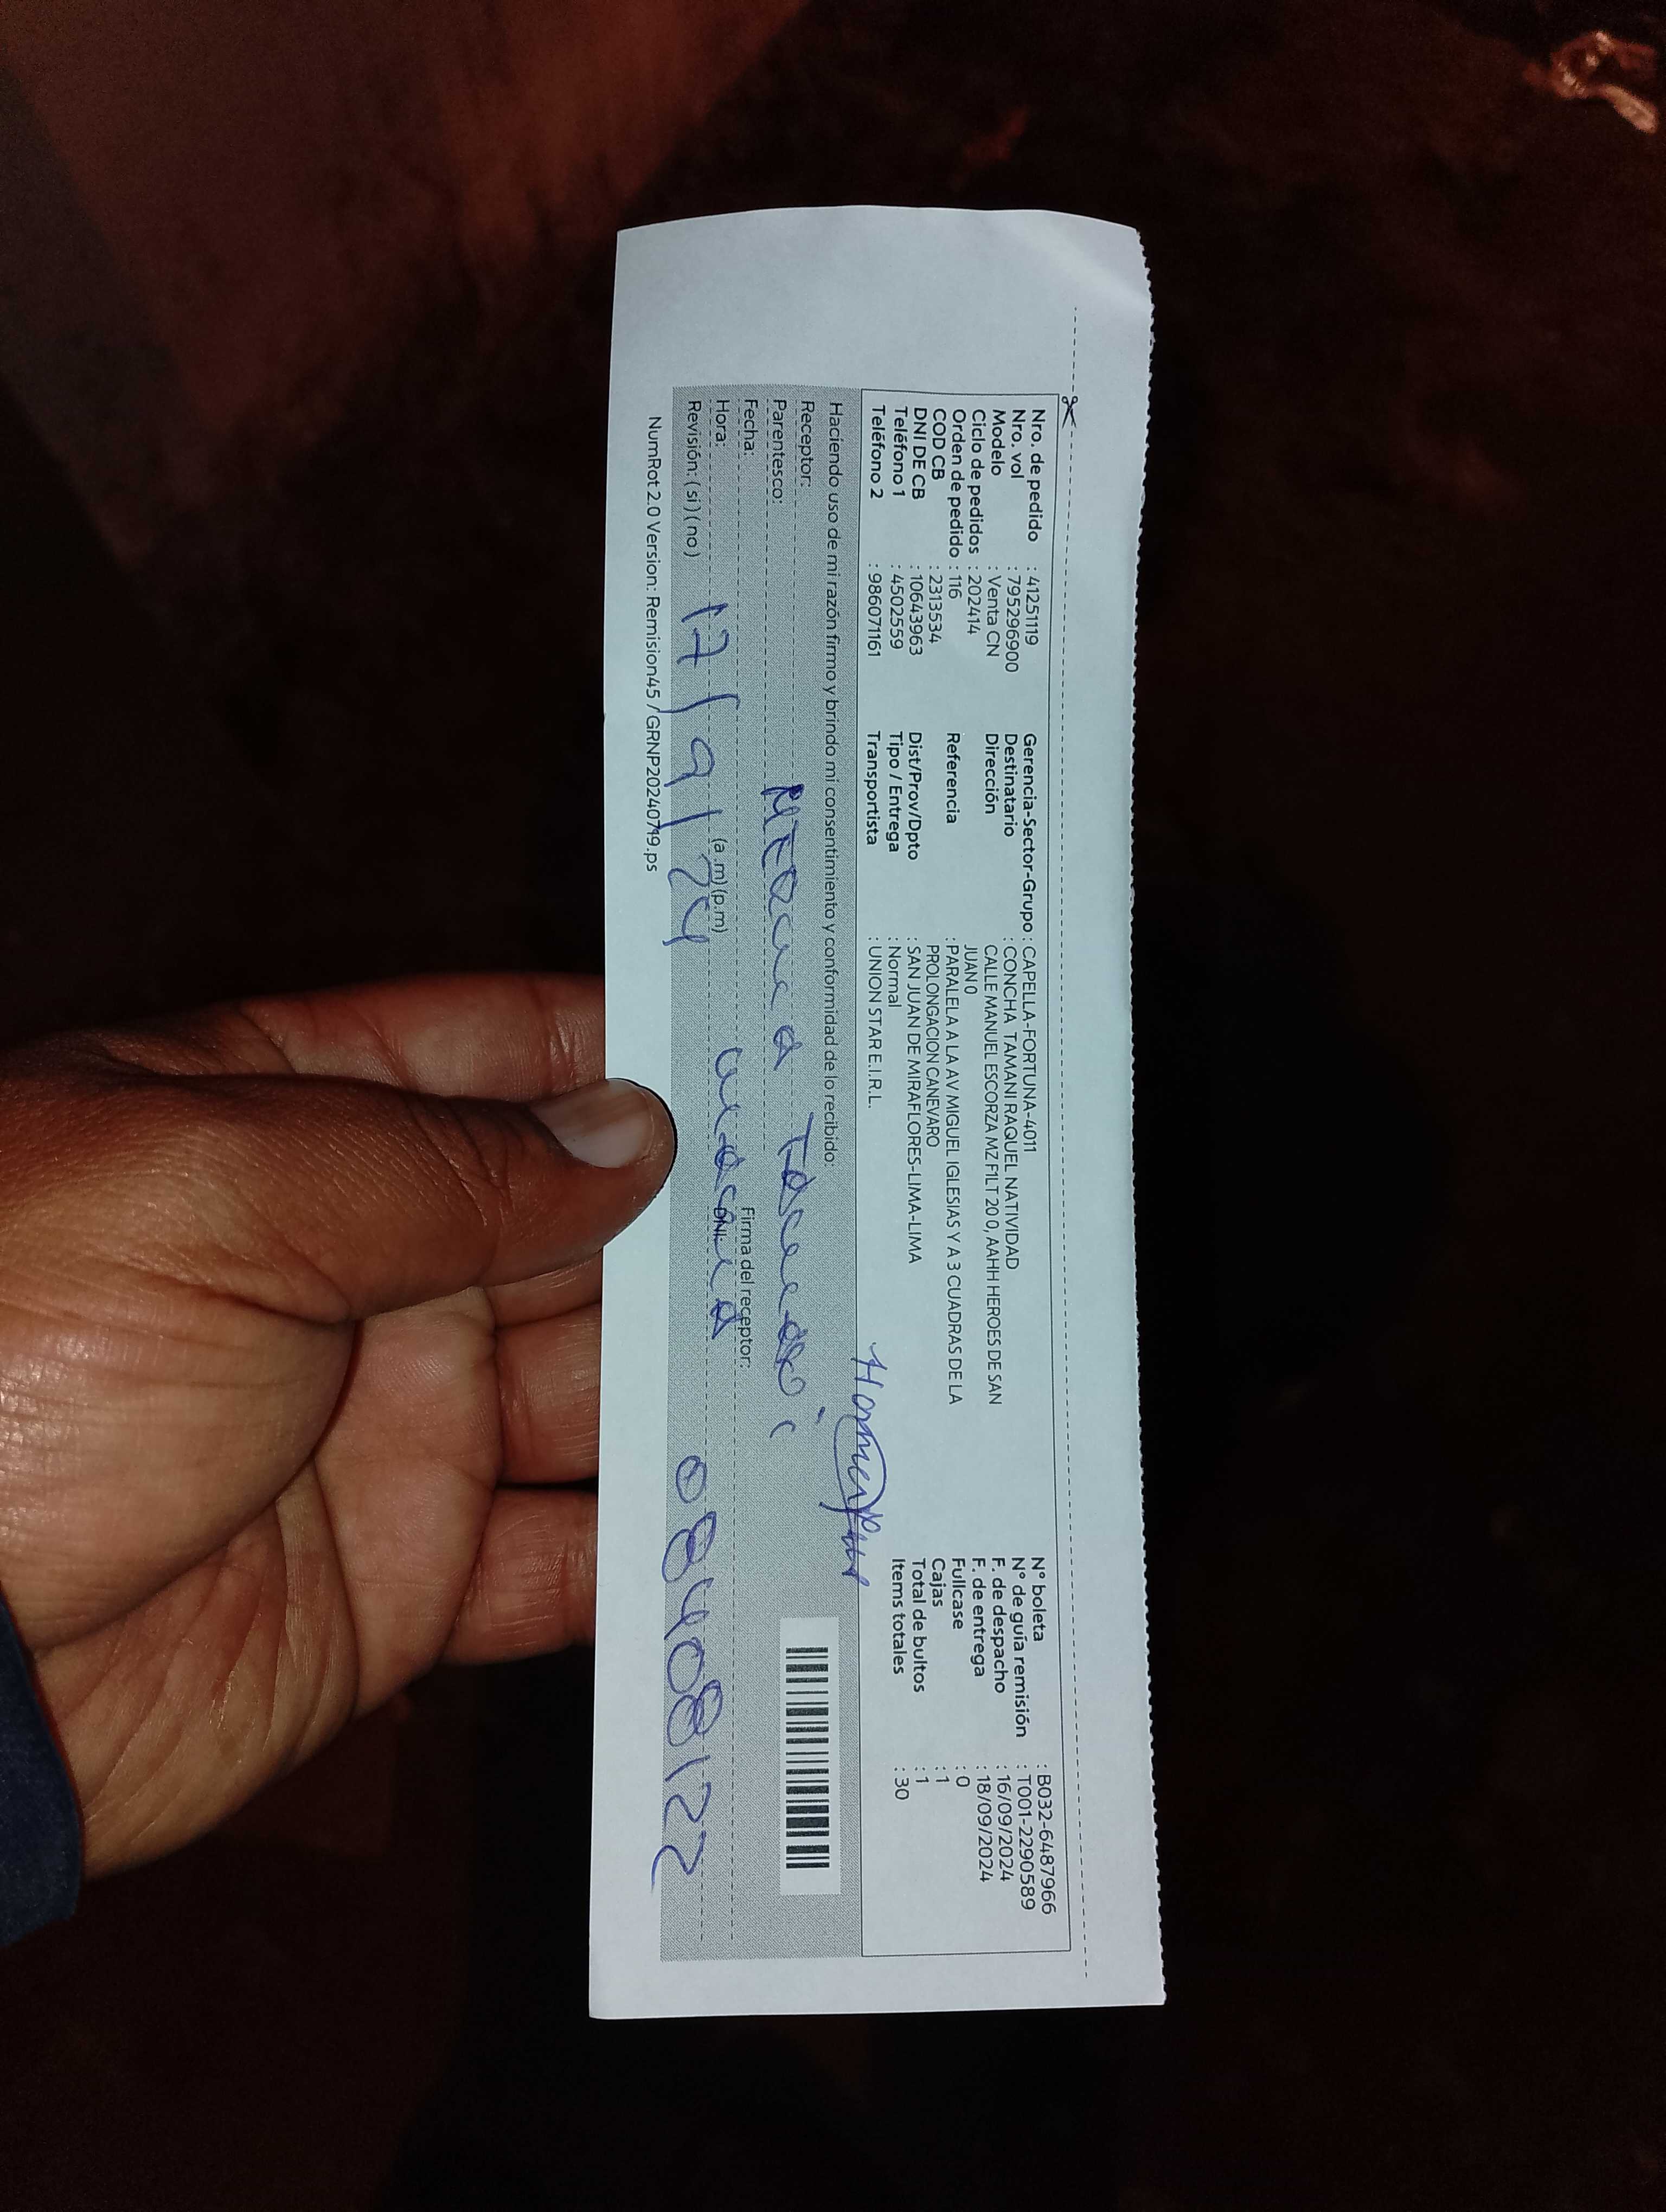 Nro. de pedido : 41251119
Nro. vol : 795296900
Modelo : Venta CN
Ciclo de pedidos : 202414
Orden de pedido : 116
COD CB : 2313534
DNI DE CB : 10643963
Teléfono 1 : 4502559
Teléfono 2 : 986071161
Gerencia-Sector-Grupo : CAPELLA-FORTUNA-4011
Destinatario : CONCHA TAMANI RAQUEL NATIVIDAD
Dirección CALLE MANUEL ESCORZA MZ F1LT 20 0, AAHH HEROES DE SAN
JUAN 0
Referencia : PARALELA A LA AV MIGUEL IGLESIAS Y A 3 CUADRAS DE LA
PROLONGACION CANEVARO
Dist/Prov/Dpto : SAN JUAN DE MIRAFLORES-LIMA-LIMA
Tipo / Entrega : Normal
Transportista : UNION STAR E.I.R.L.
N° boleta : B032-6487966
N° de guía remisión : T001-2290589
F. de despacho : 16/09/2024
F. de entrega : 18/09/2024
Fullcase : 0
Cajas : 1
Total de bultos : 1
Items totales : 30
Haciendo uso de mi razón firmo y brindo mi consentimiento y conformidad de lo recibido:
Receptor:
Parentesco:
Fecha: Firma del receptor:
Hora: (a.m) (p.m) DNI:
Revisión: ( si ) ( no )
17/9/24 08408122
NumRot 2.0 Version: Remision45 / GRNP20240719.ps